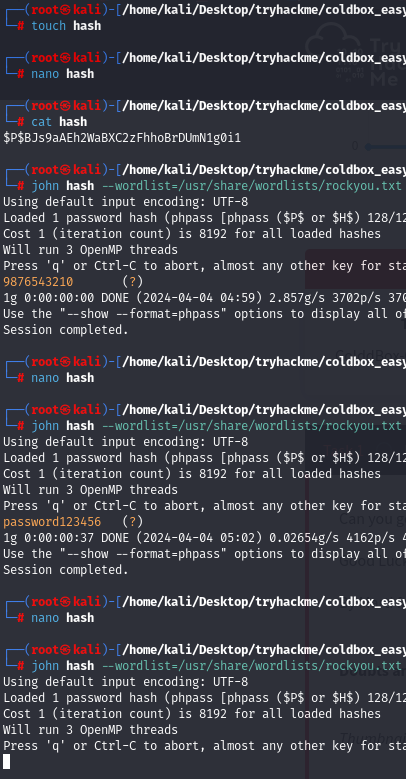 (root㉿kali)-[/home/kali/Desktop/tryhackme/coldbox_easy
# touch hash
(root㉿kali)-[/home/kali/Desktop/tryhackme/coldbox_easy
# nano hash
(root㉿kali)-[/home/kali/Desktop/tryhackme/coldbox_easy
# cat hash
$P$BJs9aAEh2WaBXC2zFhhoBrDUmN1g0i1
(root㉿kali)-[/home/kali/Desktop/tryhackme/coldbox_easy
# john hash --wordlist=/usr/share/wordlists/rockyou.txt
Using default input encoding: UTF-8
Loaded 1 password hash (phpass [phpass ($P$ or $H$) 128/12
Cost 1 (iteration count) is 8192 for all loaded hashes
Will run 3 OpenMP threads
Press 'q' or Ctrl-C to abort, almost any other key for sta
9876543210 (?)
1g 0:00:00:00 DONE (2024-04-04 04:59) 2.857g/s 3702p/s 370
Use the "--show --format=phpass" options to display all of
Session completed.
(root㉿kali)-[/home/kali/Desktop/tryhackme/coldbox_easy
# nano hash
(root㉿kali)-[/home/kali/Desktop/tryhackme/coldbox_easy
# john hash --wordlist=/usr/share/wordlists/rockyou.txt
Using default input encoding: UTF-8
Loaded 1 password hash (phpass [phpass ($P$ or $H$) 128/12
Cost 1 (iteration count) is 8192 for all loaded hashes
Will run 3 OpenMP threads
Press 'q' or Ctrl-C to abort, almost any other key for sta
password123456 (?)
1g 0:00:00:37 DONE (2024-04-04 05:02) 0.02654g/s 4162p/s 4
Use the "--show --format=phpass" options to display all of
Session completed.
(root㉿kali)-[/home/kali/Desktop/tryhackme/coldbox_easy
# nano hash
(root㉿kali)-[/home/kali/Desktop/tryhackme/coldbox_easy
# john hash --wordlist=/usr/share/wordlists/rockyou.txt
Using default input encoding: UTF-8
Loaded 1 password hash (phpass [phpass ($P$ or $H$) 128/12
Cost 1 (iteration count) is 8192 for all loaded hashes
Will run 3 OpenMP threads
Press 'q' or Ctrl-C to abort, almost any other key for sta